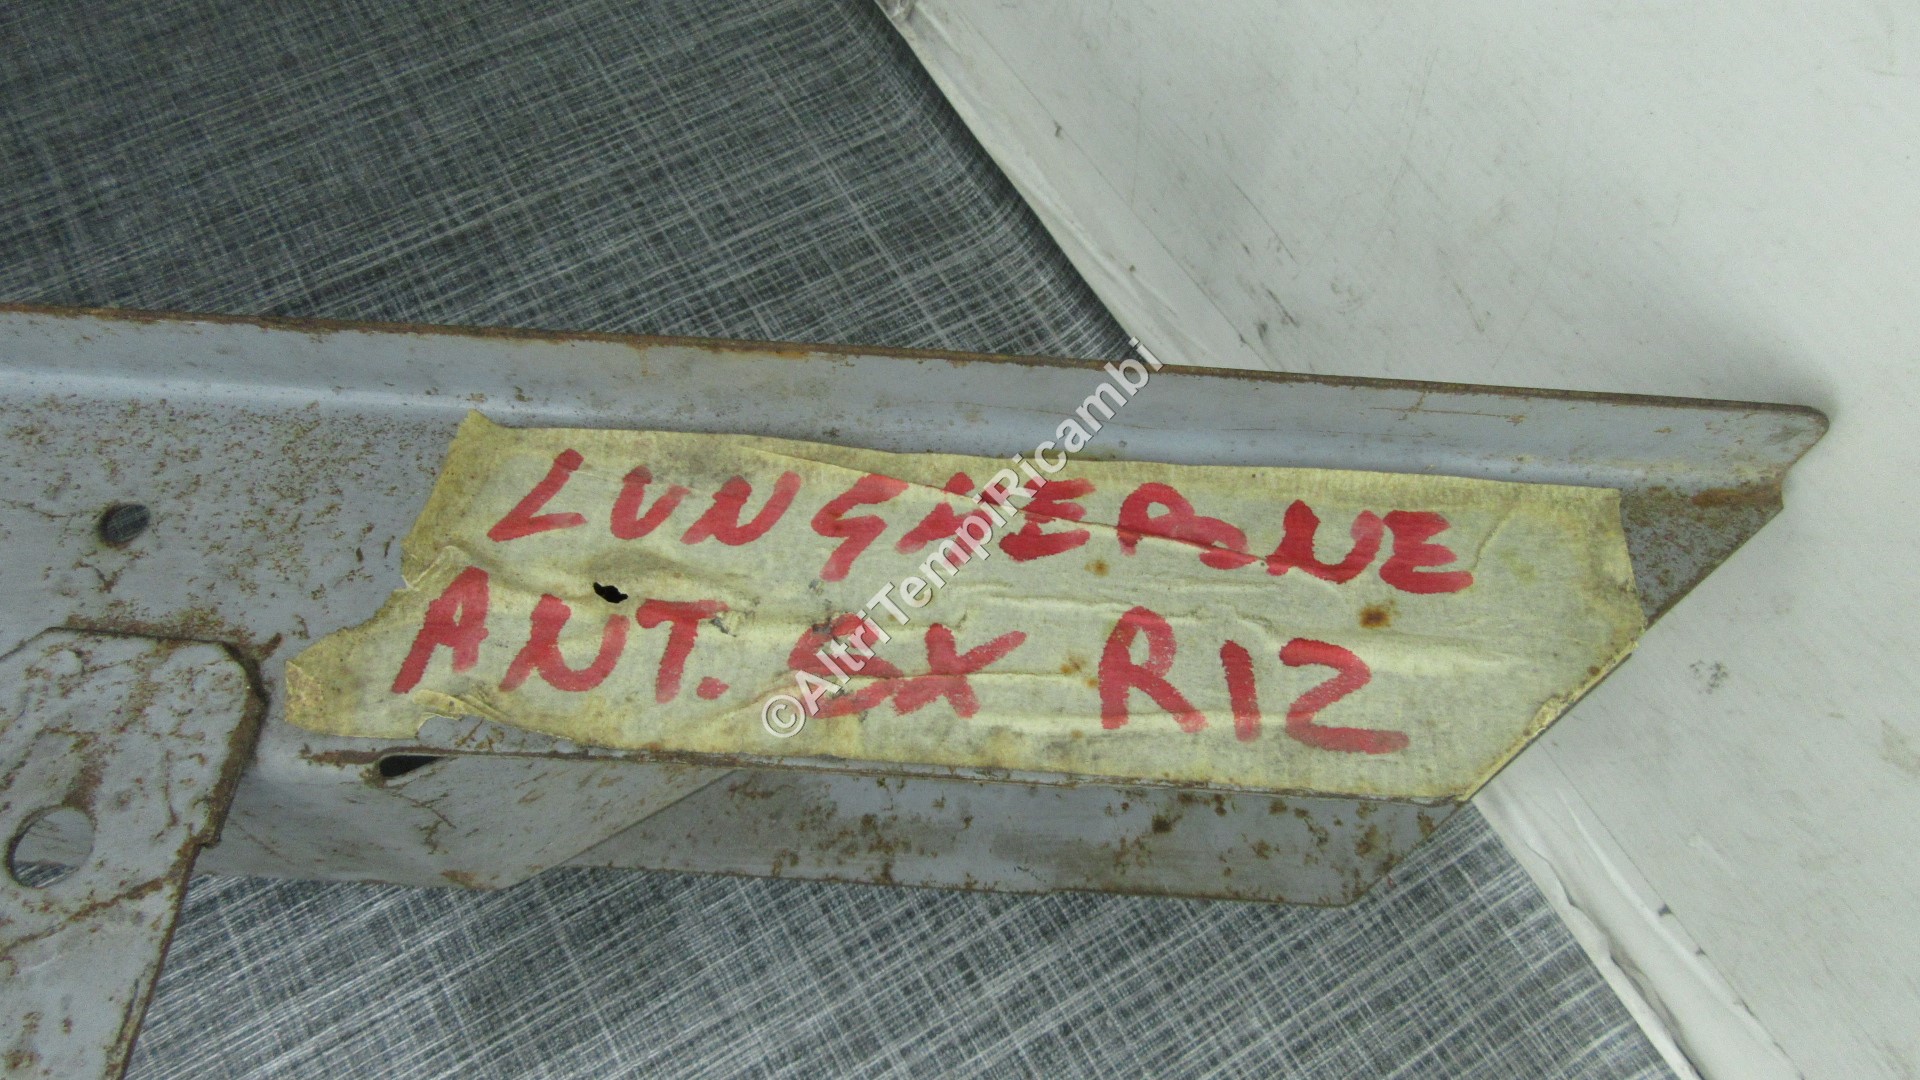 LUNGHERONE
ANT. SX R12
©AltriTempiRicambi